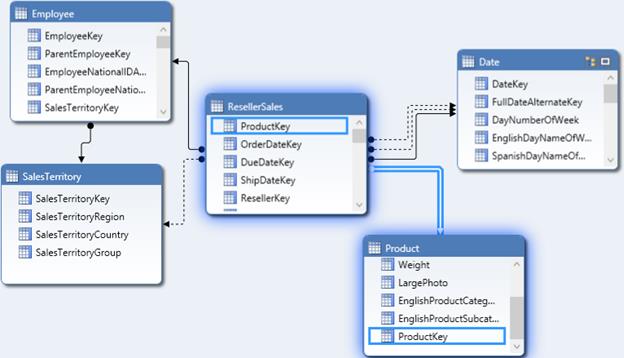 Employee
EmployeeKey
ParentEmployeeKey
EmployeeNationalIDA...
ParentEmployeeNatio...
SalesTerritoryKey
SalesTerritory
SalesTerritoryKey
SalesTerritoryRegion
SalesTerritoryCountry
SalesTerritoryGroup
ResellerSales
ProductKey
OrderDateKey
DueDateKey
ShipDateKey
ResellerKey
Date
DateKey
FullDateAlternateKey
DayNumberOfWeek
EnglishDayNameOfW...
SpanishDayNameOf...
Product
Weight
LargePhoto
EnglishProductCateg...
EnglishProductSubcat...
ProductKey